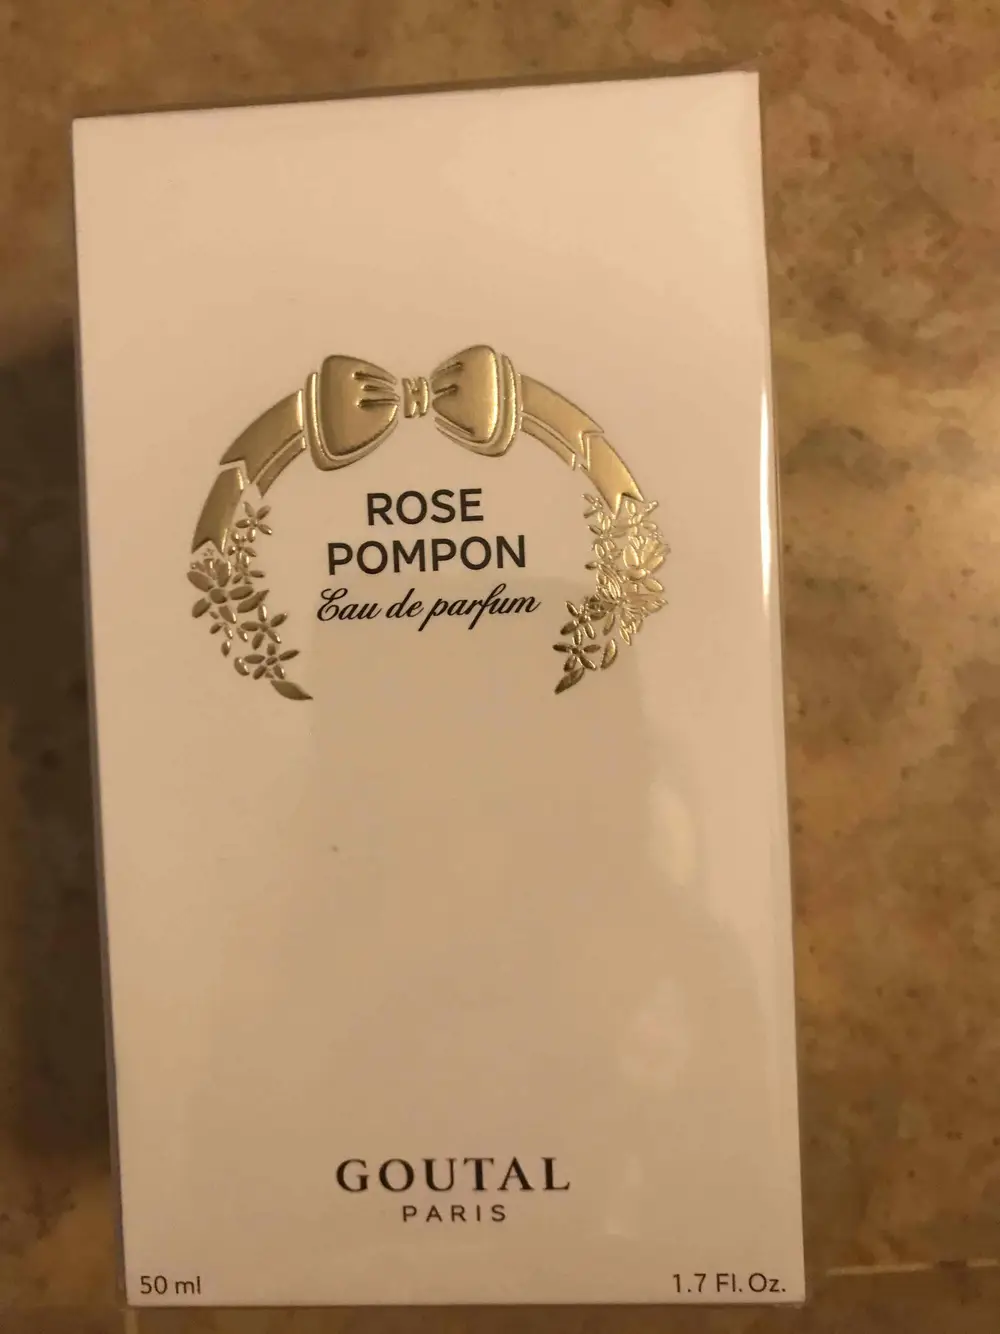 ROSE
POMPON
Eau de parfum
GOUTAL
PARIS
50 ml
1.7 Fl. Oz.